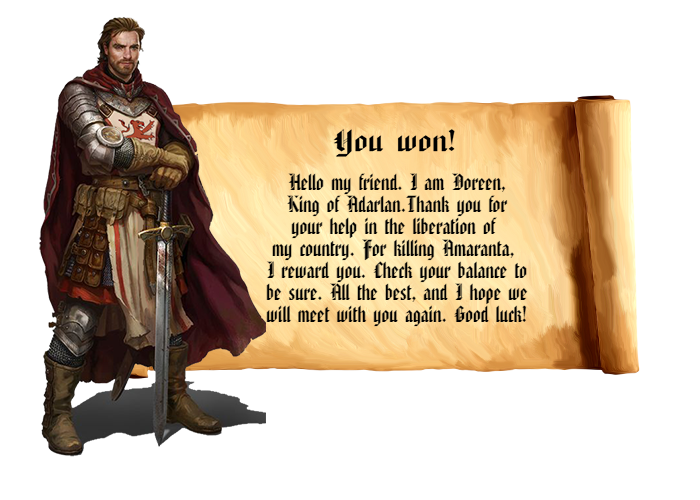 You won!
Hello my friend. I am Doreen,
King of Adarlan.Thank you for
your help in the liberation of
my country. For killing Amaranta,
I reward you. Check your balance to
be sure. All the best, and I hope we
will meet with you again. Good luck!